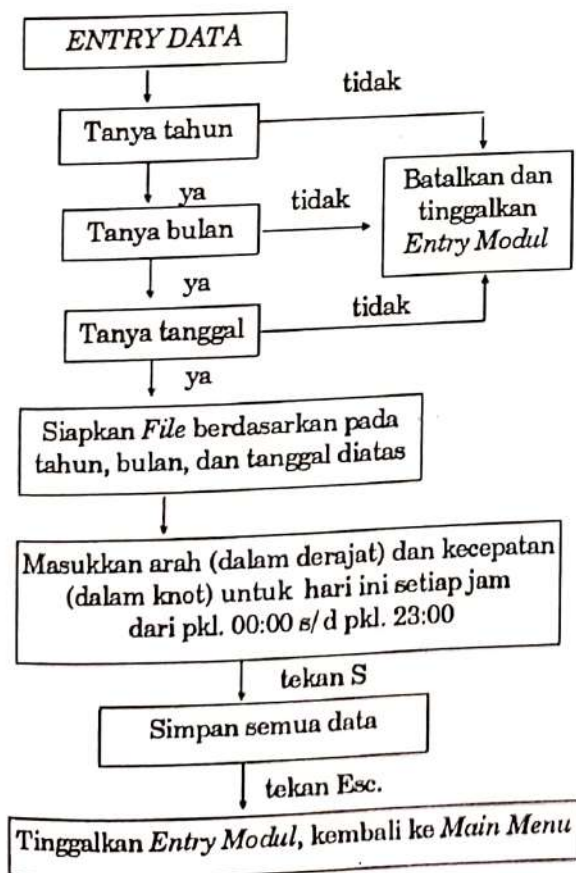 ENTRY DATA
tidak
Tanya tahun
ya
Batalkan dan
tinggalkan
Entry Modul
tidak
Tanya bulan
ya
tidak
Tanya tanggal
ya
Siapkan File berdasarkan pada
tahun, bulan, dan tanggal diatas
Masukkan arah (dalam derajat) dan kecepatan
(dalam knot) untuk hari ini setiap jam
dari pkl. 00:00 s/d pkl. 23:00
tekan S
Simpan semua data
tekan Esc.
Tinggalkan Entry Modul, kembali ke Main Menu